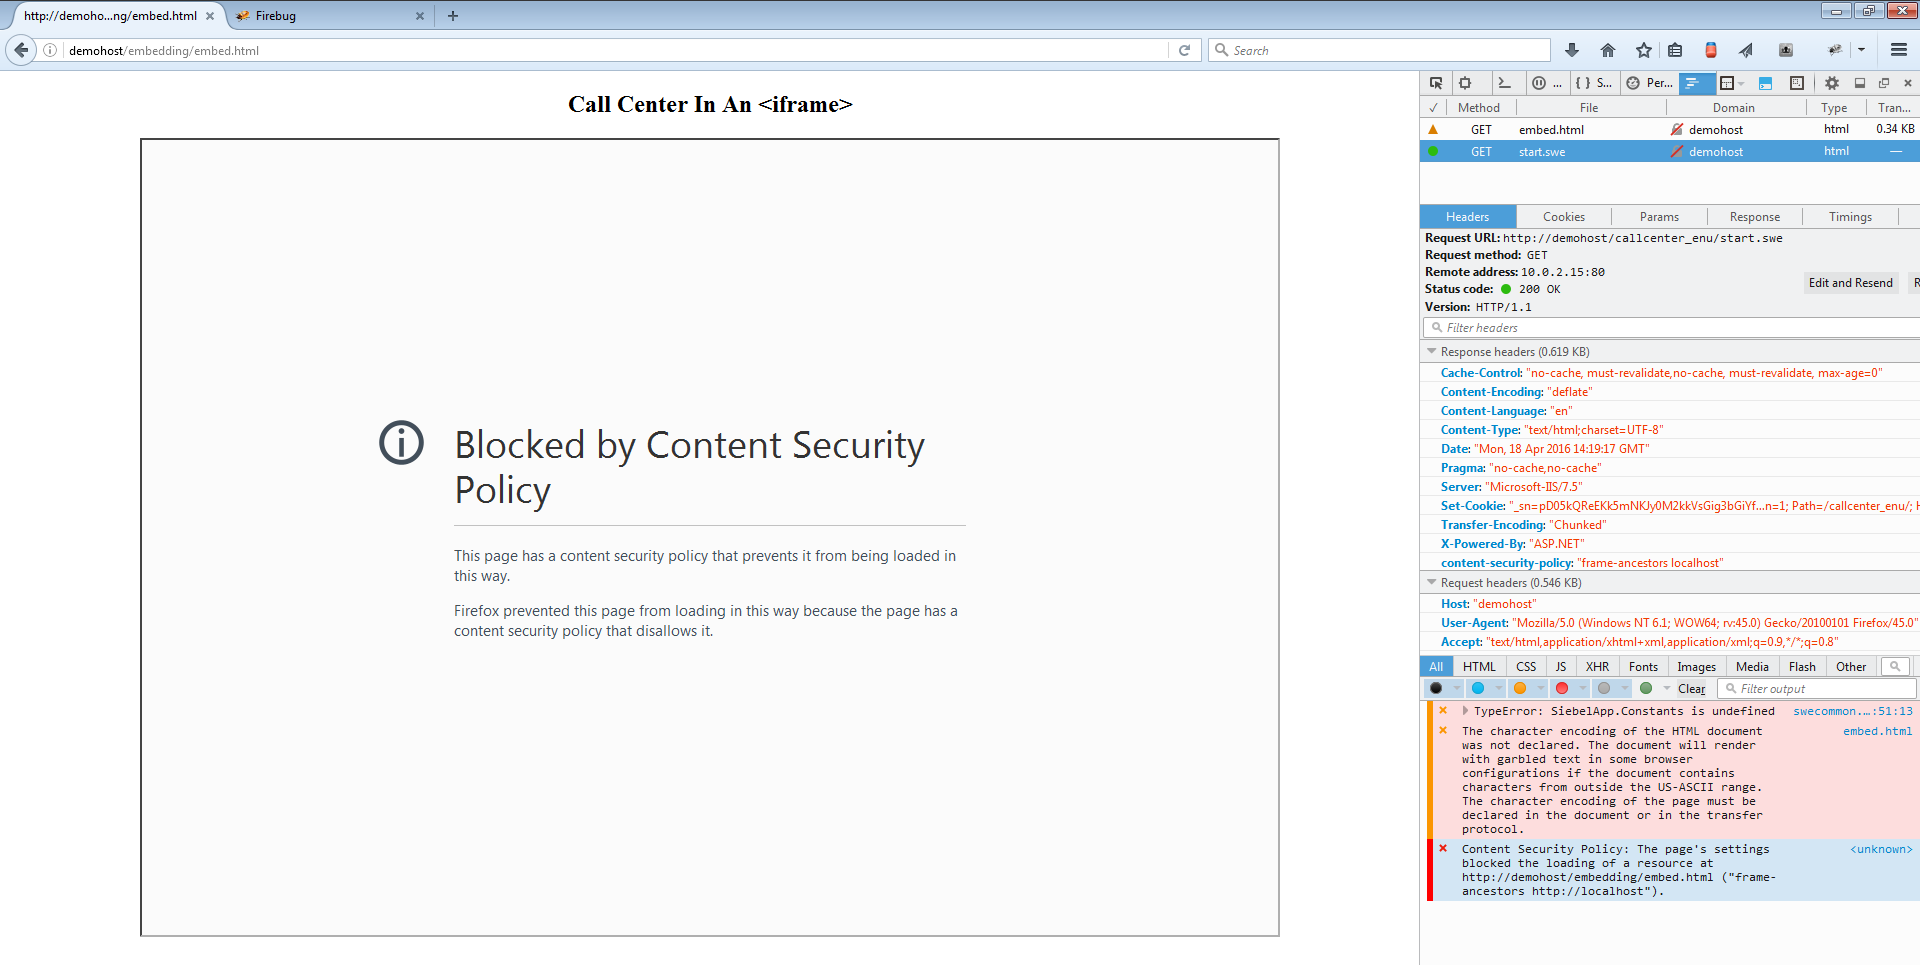 http://demoho...ng/embed.html
Firebug
demohost/embedding/embed.html
Search
Call Center In An <iframe>
Blocked by Content Security
Policy
This page has a content security policy that prevents it from being loaded in
this way.
Firefox prevented this page from loading in this way because the page has a
content security policy that disallows it.
... { } S... Per...
✓ Method File Domain Type Tran...
GET embed.html demohost html 0.34 KB
GET start.swe demohost html —
Headers Cookies Params Response Timings
Request URL: http://demohost/callcenter_enu/start.swe
Request method: GET
Remote address: 10.0.2.15:80
Status code: 200 OK
Edit and Resend R
Version: HTTP/1.1
Filter headers
Response headers (0.619 KB)
Cache-Control: "no-cache, must-revalidate,no-cache, must-revalidate, max-age=0"
Content-Encoding: "deflate"
Content-Language: "en"
Content-Type: "text/html;charset=UTF-8"
Date: "Mon, 18 Apr 2016 14:19:17 GMT"
Pragma: "no-cache,no-cache"
Server: "Microsoft-IIS/7.5"
Set-Cookie: "_sn=pD05kQReEKk5mNKJy0M2kkVsGig3bGiYf...n=1; Path=/callcenter_enu/; H
Transfer-Encoding: "Chunked"
X-Powered-By: "ASP.NET"
content-security-policy: "frame-ancestors localhost"
Request headers (0.546 KB)
Host: "demohost"
User-Agent: "Mozilla/5.0 (Windows NT 6.1; WOW64; rv:45.0) Gecko/20100101 Firefox/45.0"
Accept: "text/html,application/xhtml+xml,application/xml;q=0.9,*/*;q=0.8"
All HTML CSS JS XHR Fonts Images Media Flash Other
Clear Filter output
TypeError: SiebelApp.Constants is undefined swecommon.…:51:13
The character encoding of the HTML document embed.html
was not declared. The document will render
with garbled text in some browser
configurations if the document contains
characters from outside the US-ASCII range.
The character encoding of the page must be
declared in the document or in the transfer
protocol.
Content Security Policy: The page's settings <unknown>
blocked the loading of a resource at
http://demohost/embedding/embed.html ("frame-
ancestors http://localhost").